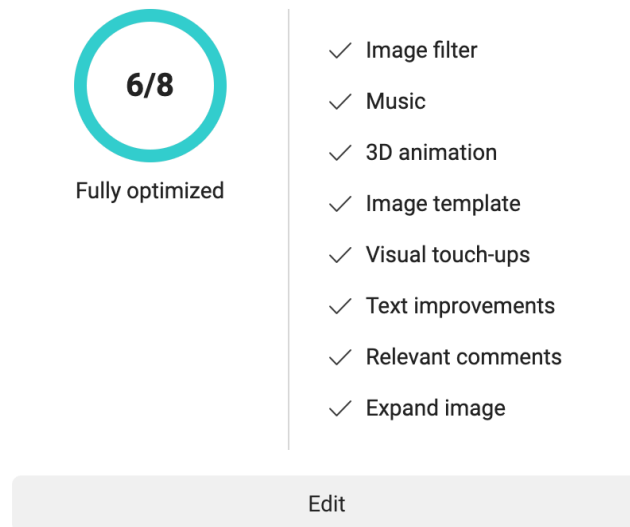 6/8
Fully optimized
Image filter
Music
3D animation
Image template
Visual touch-ups
Text improvements
Relevant comments
Expand image
Edit